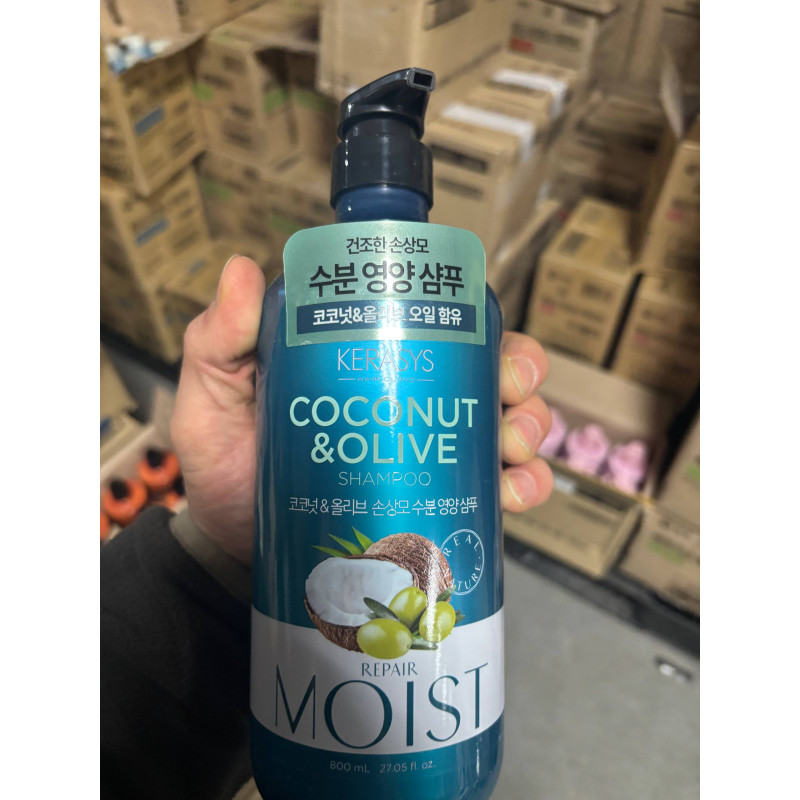 건조한 손상모
수분 영양 샴푸
코코넛&올리브 오일 함유
KERASYS
COCONUT
&OLIVE
SHAMPOO
코코넛 & 올리브 손상모 수분 영양 샴푸
REAL
NATURE
REPAIR
MOIST
800 mL 27.05 fl. oz.